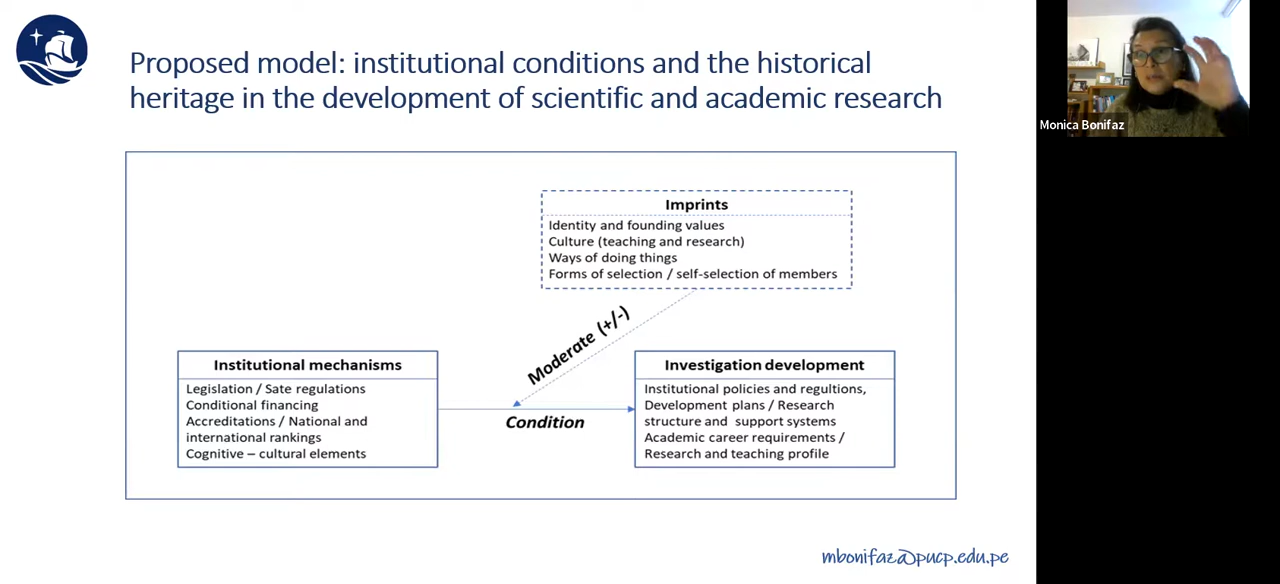 Proposed model: institutional conditions and the historical
heritage in the development of scientific and academic research
Monica Bonifaz
Imprints
Identity and founding values
Culture (teaching and research)
Ways of doing things
Forms of selection / self-selection of members
Moderate (+/-)
Institutional mechanisms
Legislation / Sate regulations
Conditional financing
Accreditations / National and
international rankings
Cognitive – cultural elements
Condition
Investigation development
Institutional policies and regultions,
Development plans / Research
structure and support systems
Academic career requirements /
Research and teaching profile
mbonifaz@pucp.edu.pe